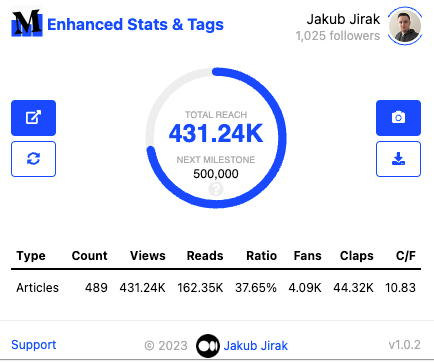 M Enhanced Stats & Tags
Jakub Jirak
1,025 followers
TOTAL REACH
431.24K
NEXT MILESTONE
500,000
?
Type Count Views Reads Ratio Fans Claps C/F
Articles 489 431.24K 162.35K 37.65% 4.09K 44.32K 10.83
Support © 2023 Jakub Jirak v1.0.2